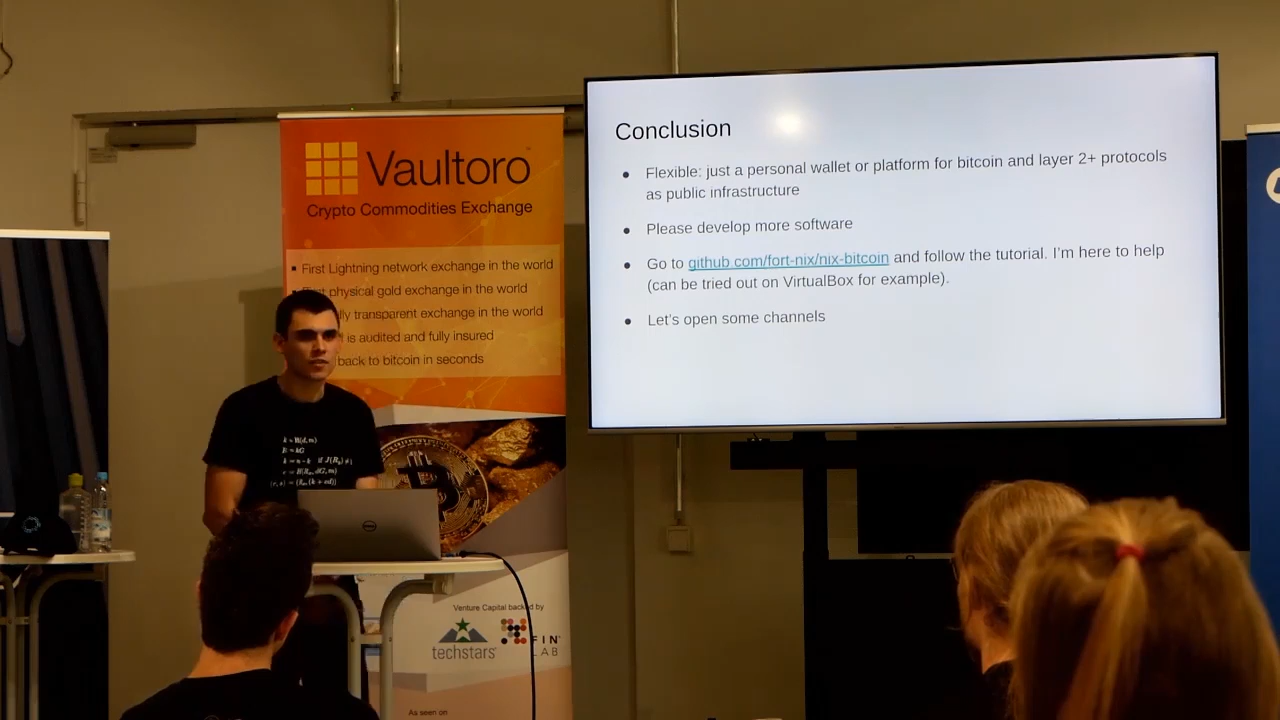 Vaultoro
Crypto Commodities Exchange
▪ First Lightning network exchange in the world
physical gold exchange in the world
transparent exchange in the world
is audited and fully insured
back to bitcoin in seconds
Venture Capital backed by
techstars
FIN
LAB
As seen on
Conclusion
● Flexible: just a personal wallet or platform for bitcoin and layer 2+ protocols
as public infrastructure
● Please develop more software
● Go to github.com/fort-nix/nix-bitcoin and follow the tutorial. I'm here to help
(can be tried out on VirtualBox for example).
● Let's open some channels
DELL